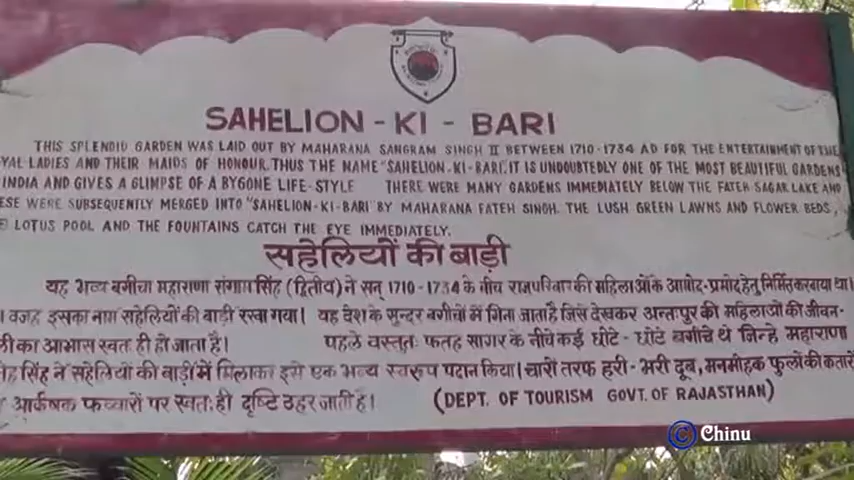 SAHELION - KI - BARI
THIS SPLENDID GARDEN WAS LAID OUT BY MAHARANA SANGRAM SINGH II BETWEEN 1710-1734 AD FOR THE ENTERTAINMENT OF THE
YAL LADIES AND THEIR MAIDS OF HONOUR. THUS THE NAME "SAHELION-KI-BARI. IT IS UNDOUBTEDLY ONE OF THE MOST BEAUTIFUL GARDENS
INDIA AND GIVES A GLIMPSE OF A BYGONE LIFE-STYLE THERE WERE MANY GARDENS IMMEDIATELY BELOW THE FATEH SAGAR LAKE AND
ESE WERE SUBSEQUENTLY MERGED INTO "SAHELION-KI-BARI" BY MAHARANA FATEH SINGH. THE LUSH GREEN LAWNS AND FLOWER BEDS,
LOTUS POOL AND THE FOUNTAINS CATCH THE EYE IMMEDIATELY.
सहेलियों की बाड़ी
यह भव्य बगीचा महाराणा संग्राम सिंह (द्वितीय) ने सन् 1710-1734 के बीच राजपरिवार की महिलाओं के आमोद-प्रमोद हेतु निर्मित करवाया था।
वजह इसका नाम सहेलियों की बाड़ी रखा गया। यह देश के सुन्दर बगीचों में गिना जाता है जिसे देखकर अन्तःपुर की महिलाओं की जीवन-
ली का आभास स्वतः ही हो जाता है। पहले वस्तुतः फतह सागर के नीचे कई छोटे-छोटे बगीचे थे जिन्हे महाराणा
ह सिंह ने सहेलियों की बाड़ी में मिलाकर इसे एक भव्य स्वरूप प्रदान किया। चारों तरफ हरी-भरी दूब, मनमोहक फूलों की कतारें
आर्कषक फव्वारों पर स्वतः ही दृष्टि ठहर जाती है। (DEPT. OF TOURISM GOVT. OF RAJASTHAN)
© Chinu